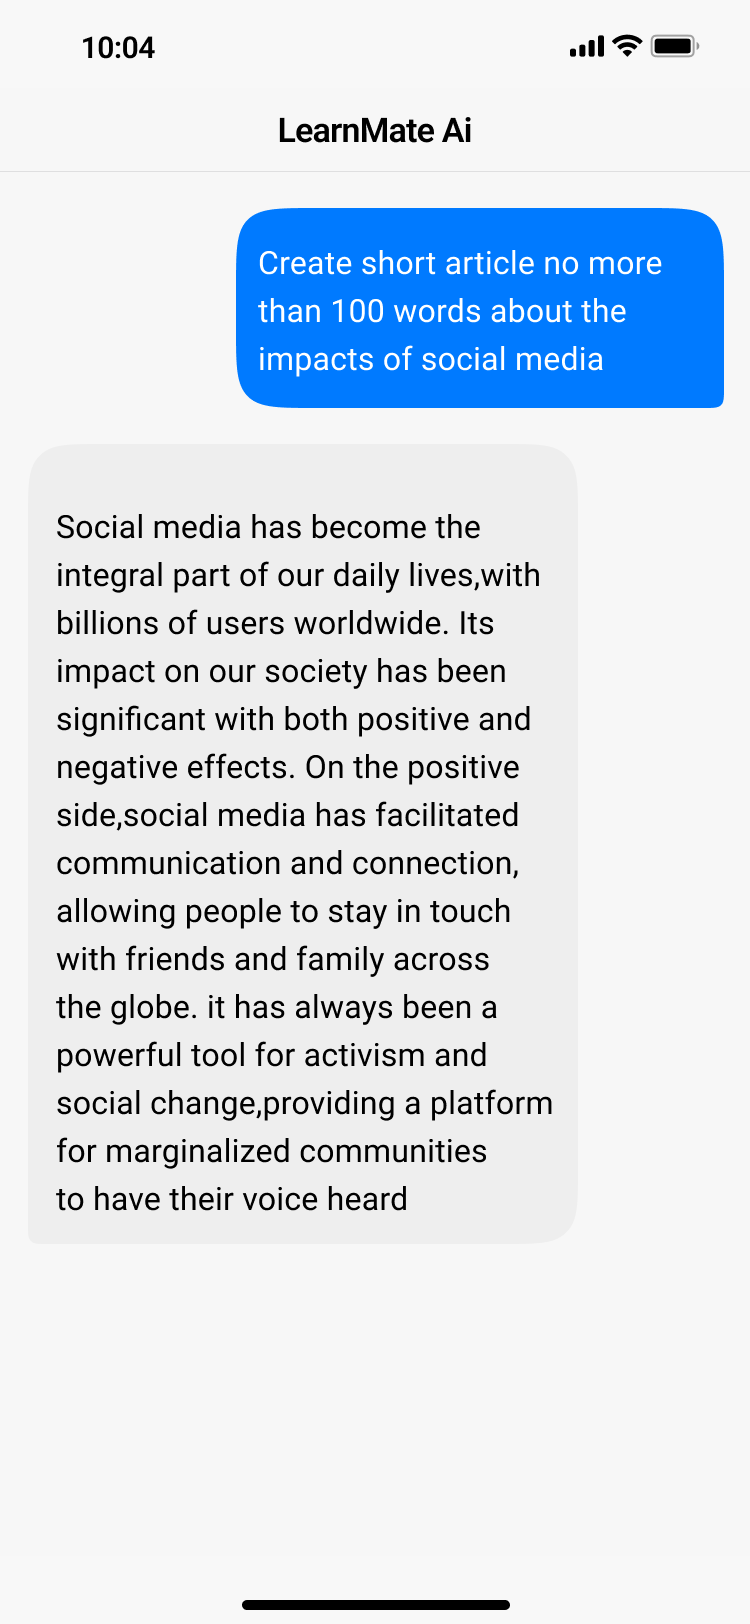 10:04
LearnMate Ai
Create short article no more
than 100 words about the
impacts of social media
Social media has become the
integral part of our daily lives,with
billions of users worldwide. Its
impact on our society has been
significant with both positive and
negative effects. On the positive
side,social media has facilitated
communication and connection,
allowing people to stay in touch
with friends and family across
the globe. it has always been a
powerful tool for activism and
social change,providing a platform
for marginalized communities
to have their voice heard